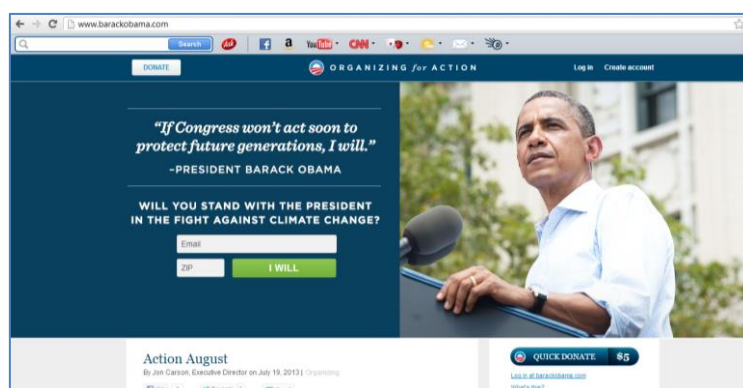 www.barackobama.com
Search Ask a YouTube CNN
DONATE
ORGANIZING for ACTION
Log in Create account
“If Congress won’t act soon to
protect future generations, I will.”
–PRESIDENT BARACK OBAMA
WILL YOU STAND WITH THE PRESIDENT
IN THE FIGHT AGAINST CLIMATE CHANGE?
Email
ZIP I WILL
Action August
By Jon Carson, Executive Director on July 19, 2013 | Organizing
QUICK DONATE $5
Log in at barackobama.com
What's this?